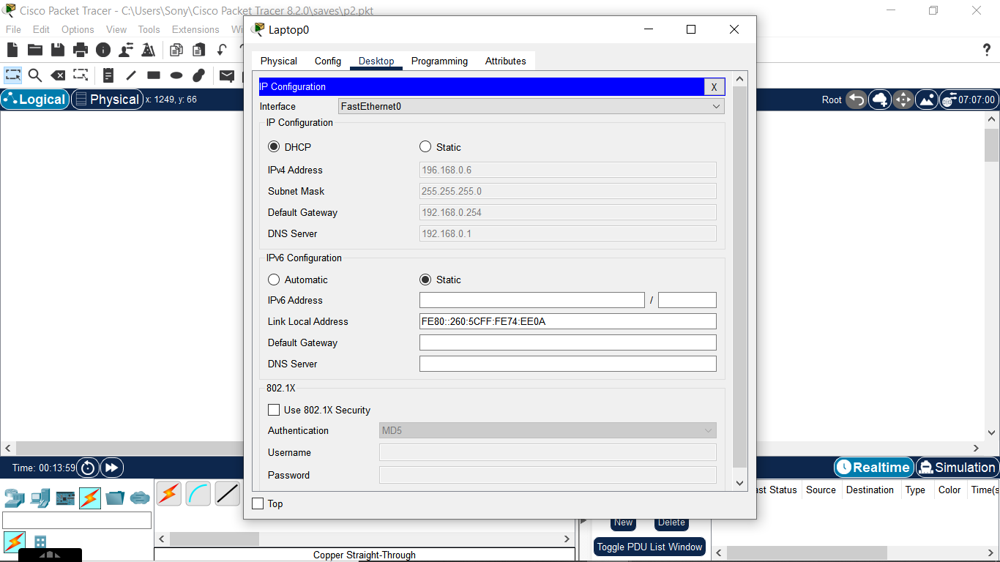 Cisco Packet Tracer - C:\Users\Sony\Cisco Packet Tracer 8.2.0\saves\p2.pkt
File Edit Options View Tools Extensions
Laptop0
Physical Config Desktop Programming Attributes
?
IP Configuration X
Interface FastEthernet0
Logical Physical x: 1249, y: 66
Root 07:07:00
IP Configuration
DHCP Static
IPv4 Address 196.168.0.6
Subnet Mask 255.255.255.0
Default Gateway 192.168.0.254
DNS Server 192.168.0.1
IPv6 Configuration
Automatic Static
IPv6 Address /
Link Local Address FE80::260:5CFF:FE74:EE0A
Default Gateway
DNS Server
802.1X
Use 802.1X Security
Authentication MD5
Username
Password
Top
Time: 00:13:59
Realtime Simulation
Status Source Destination Type Color
New Delete
Toggle PDU List Window
Copper Straight-Through